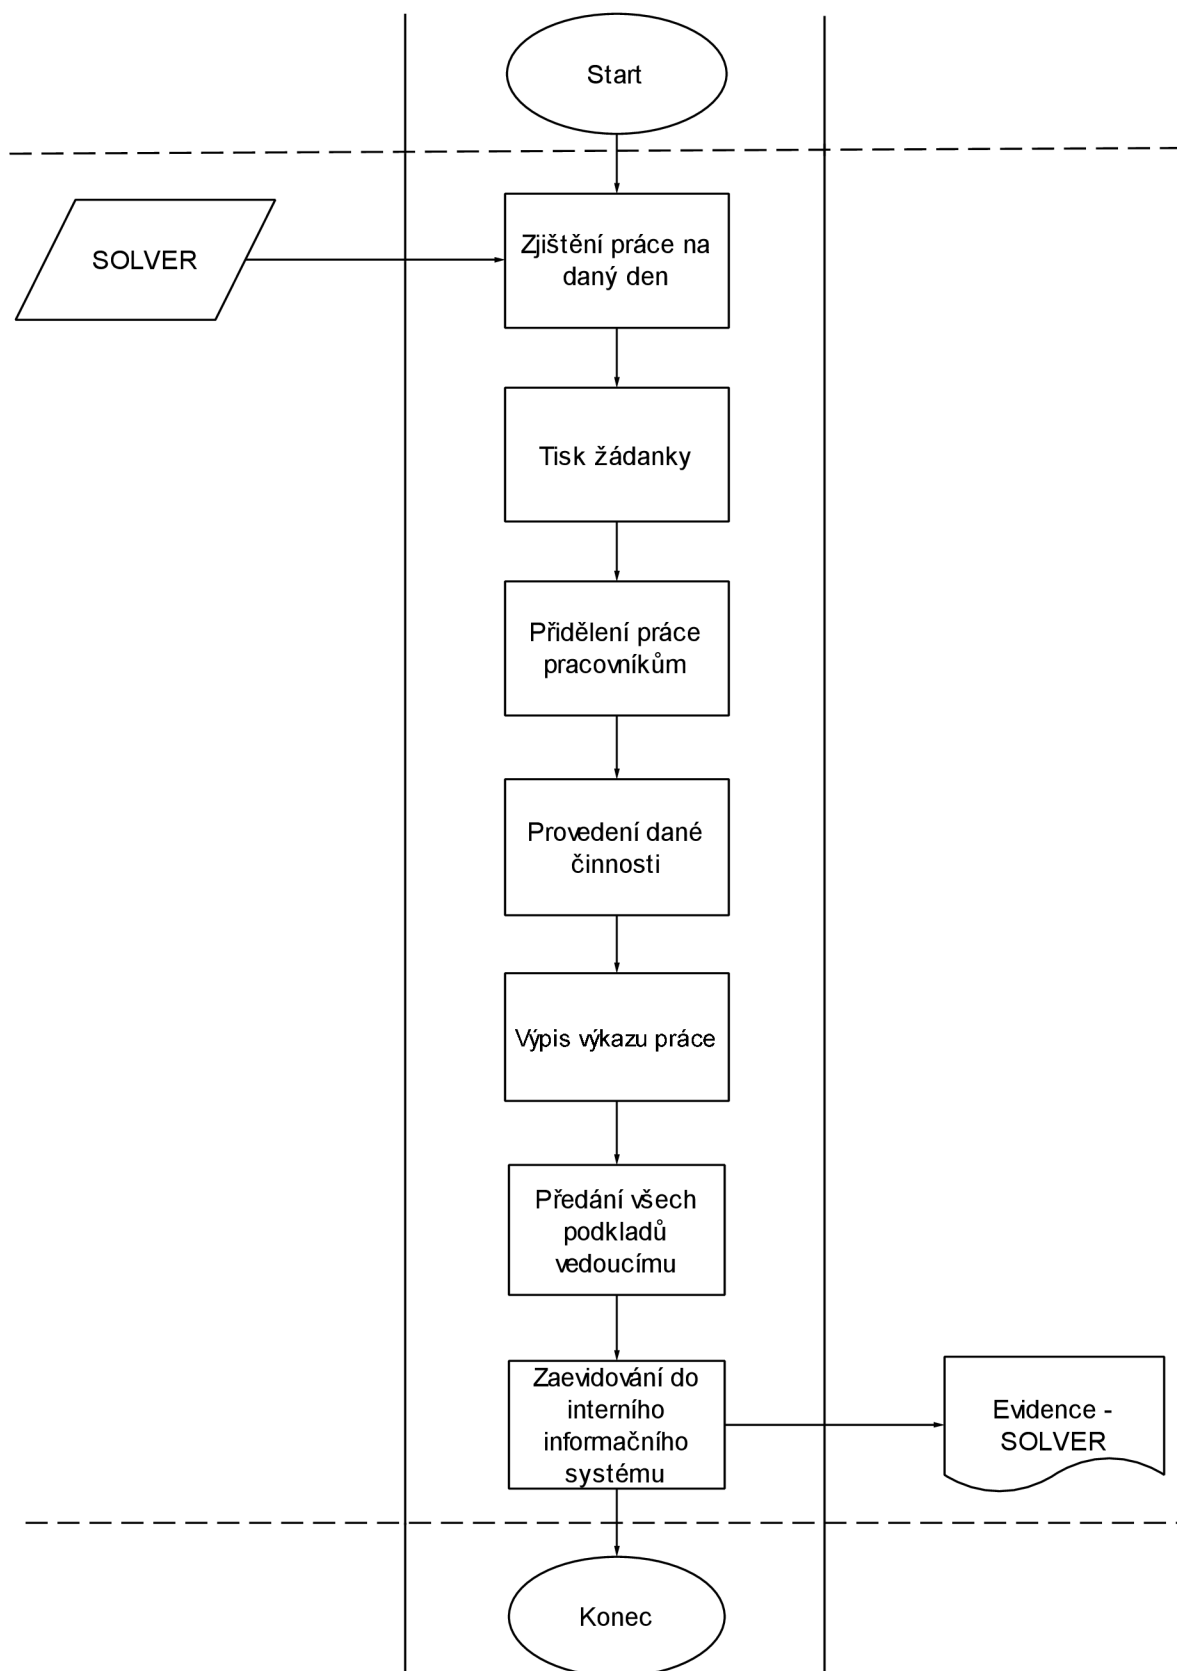 Start
SOLVER
Zjištění práce na
daný den
Tisk žádanky
Přidělení práce
pracovníkům
Provedení dané
činnosti
Výpis výkazu práce
Předání všech
podkladů
vedoucímu
Zaevidování do
interního
informačního
systému
Evidence -
SOLVER
Konec